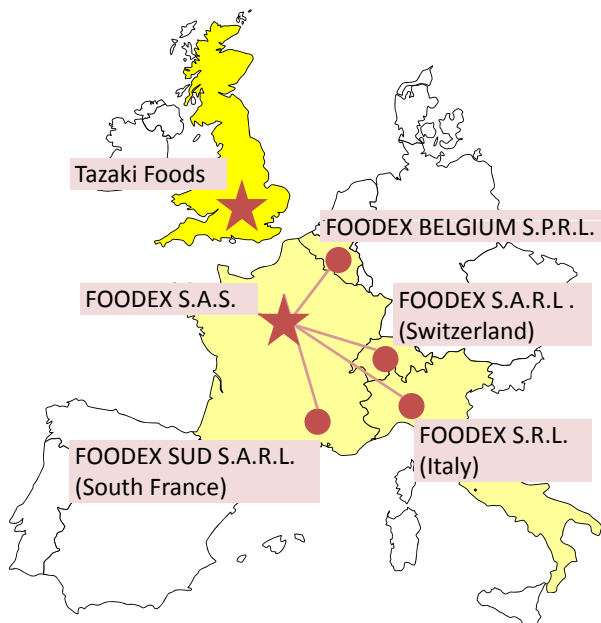 Tazaki Foods
FOODEX BELGIUM S.P.R.L.
FOODEX S.A.S.
FOODEX S.A.R.L .
(Switzerland)
FOODEX SUD S.A.R.L.
(South France)
FOODEX S.R.L.
(Italy)